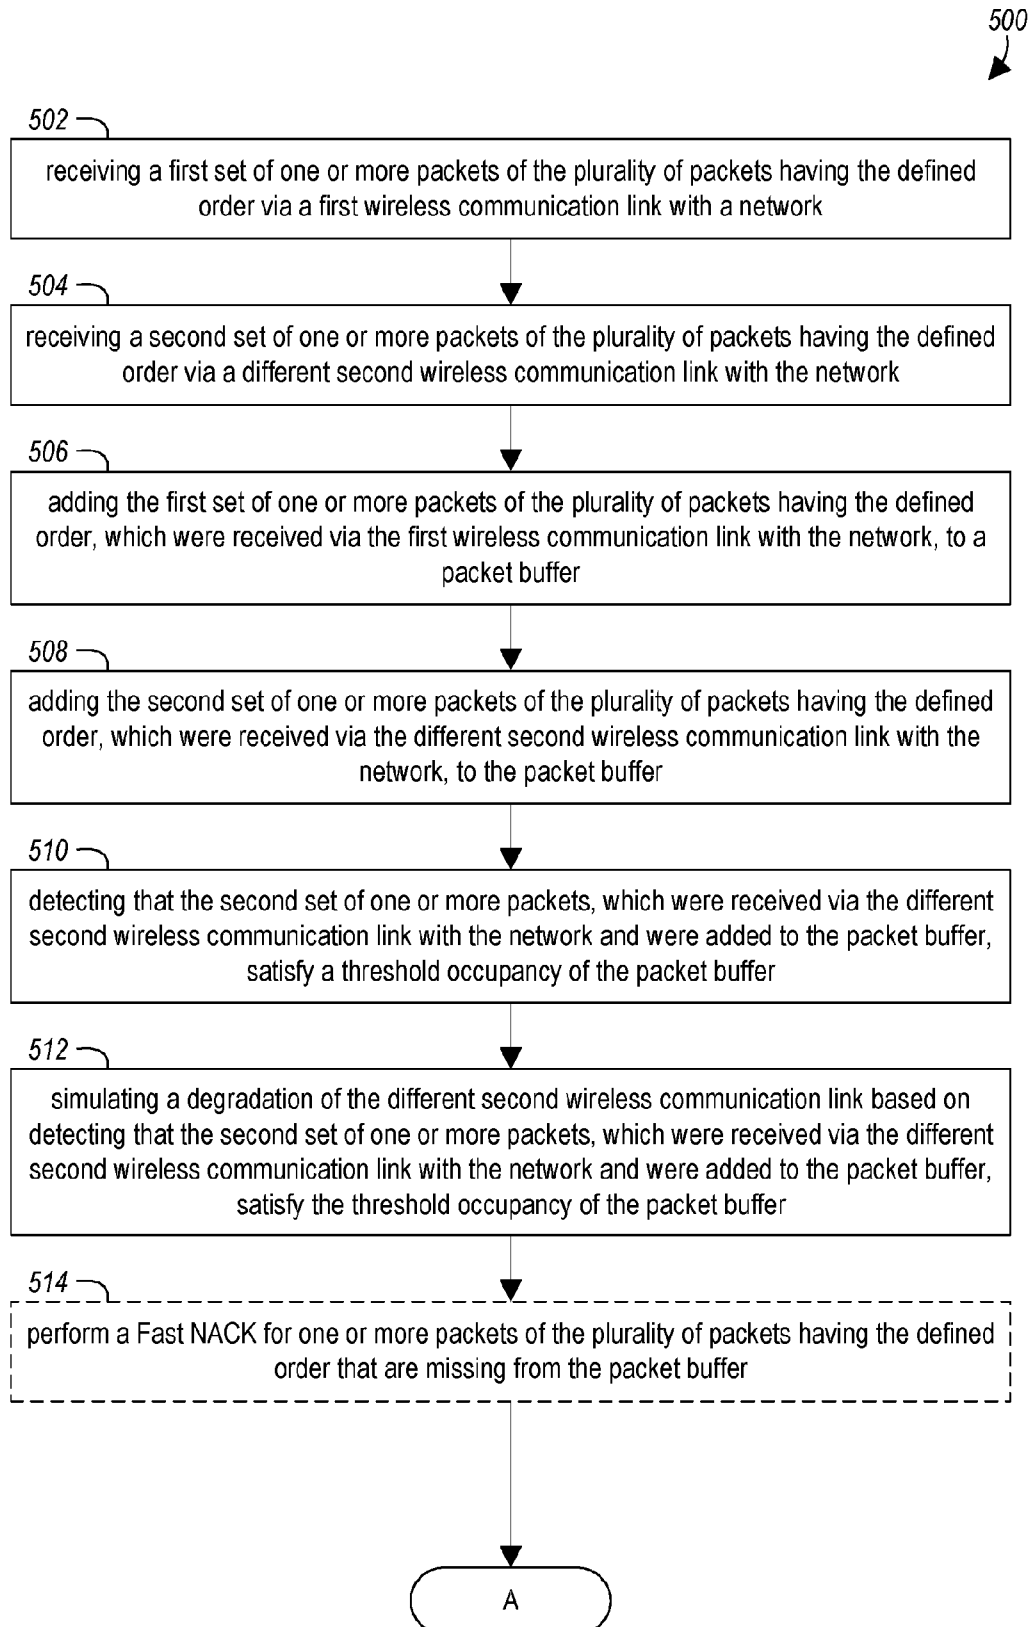 500
502
receiving a first set of one or more packets of the plurality of packets having the defined
order via a first wireless communication link with a network
504
receiving a second set of one or more packets of the plurality of packets having the defined
order via a different second wireless communication link with the network
506
adding the first set of one or more packets of the plurality of packets having the defined
order, which were received via the first wireless communication link with the network, to a
packet buffer
508
adding the second set of one or more packets of the plurality of packets having the defined
order, which were received via the different second wireless communication link with the
network, to the packet buffer
510
detecting that the second set of one or more packets, which were received via the different
second wireless communication link with the network and were added to the packet buffer,
satisfy a threshold occupancy of the packet buffer
512
simulating a degradation of the different second wireless communication link based on
detecting that the second set of one or more packets, which were received via the different
second wireless communication link with the network and were added to the packet buffer,
satisfy the threshold occupancy of the packet buffer
514
perform a Fast NACK for one or more packets of the plurality of packets having the defined
order that are missing from the packet buffer
A